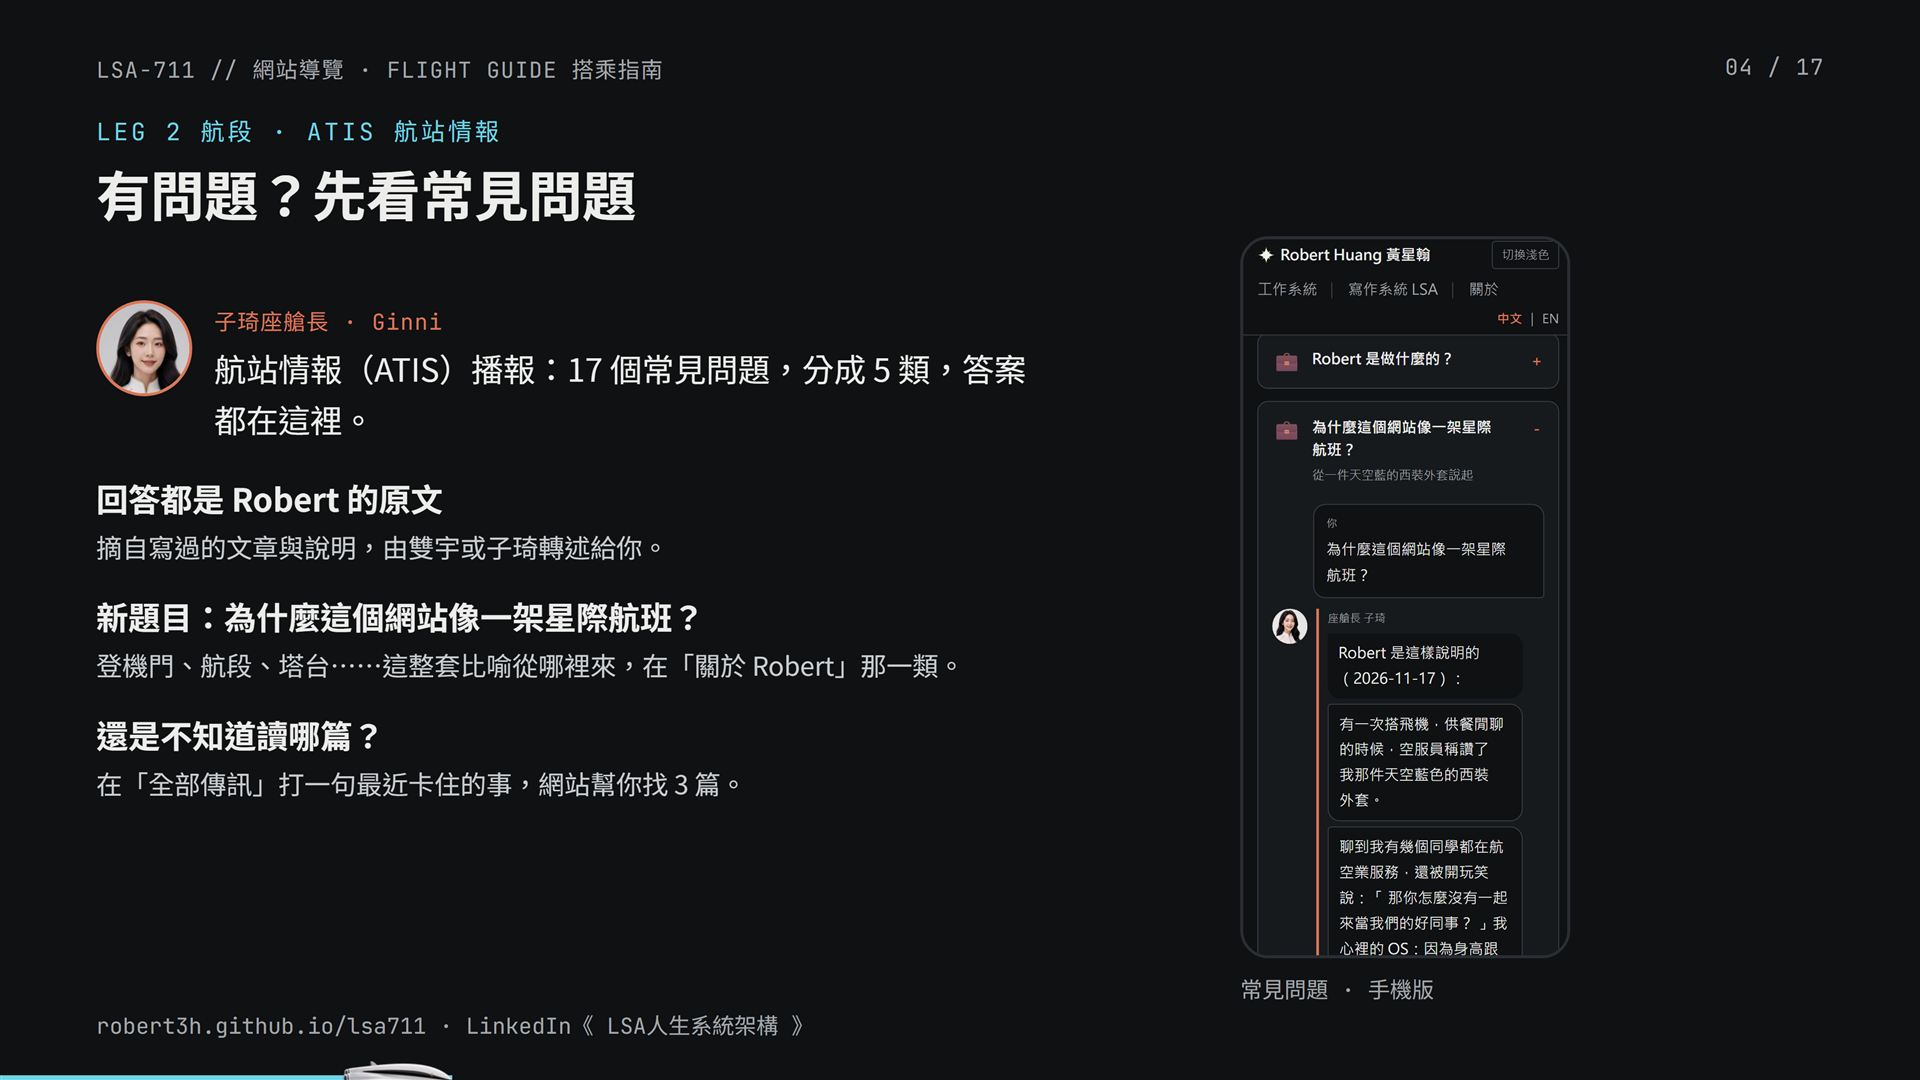 LSA-711 // 網站導覽 · FLIGHT GUIDE 搭乘指南
04 / 17
LEG 2 航段 · ATIS 航站情報
有問題？先看常見問題
子琦座艙長 · Ginni
航站情報（ATIS）播報：17 個常見問題，分成 5 類，答案
都在這裡。
回答都是 Robert 的原文
摘自寫過的文章與說明，由雙宇或子琦轉述給你。
新題目：為什麼這個網站像一架星際航班？
登機門、航段、塔台⋯⋯這整套比喻從哪裡來，在「關於 Robert」那一類。
還是不知道讀哪篇？
在「全部傳訊」打一句最近卡住的事，網站幫你找 3 篇。
Robert Huang 黃星翰
切換淺色
工作系統 | 寫作系統 LSA | 關於
中文 | EN
Robert 是做什麼的？
+
為什麼這個網站像一架星際
航班？
-
從一件天空藍的西裝外套說起
你
為什麼這個網站像一架星際
航班？
座艙長 子琦
Robert 是這樣說明的
（2026-11-17）：
有一次搭飛機，供餐閒聊
的時候，空服員稱讚了
我那件天空藍色的西裝
外套。
聊到我有幾個同學都在航
空業服務，還被開玩笑
說：「 那你怎麼沒有一起
來當我們的好同事？ 」我
心裡的 OS：因為身高跟
常見問題 · 手機版
robert3h.github.io/lsa711 · LinkedIn《 LSA人生系統架構 》